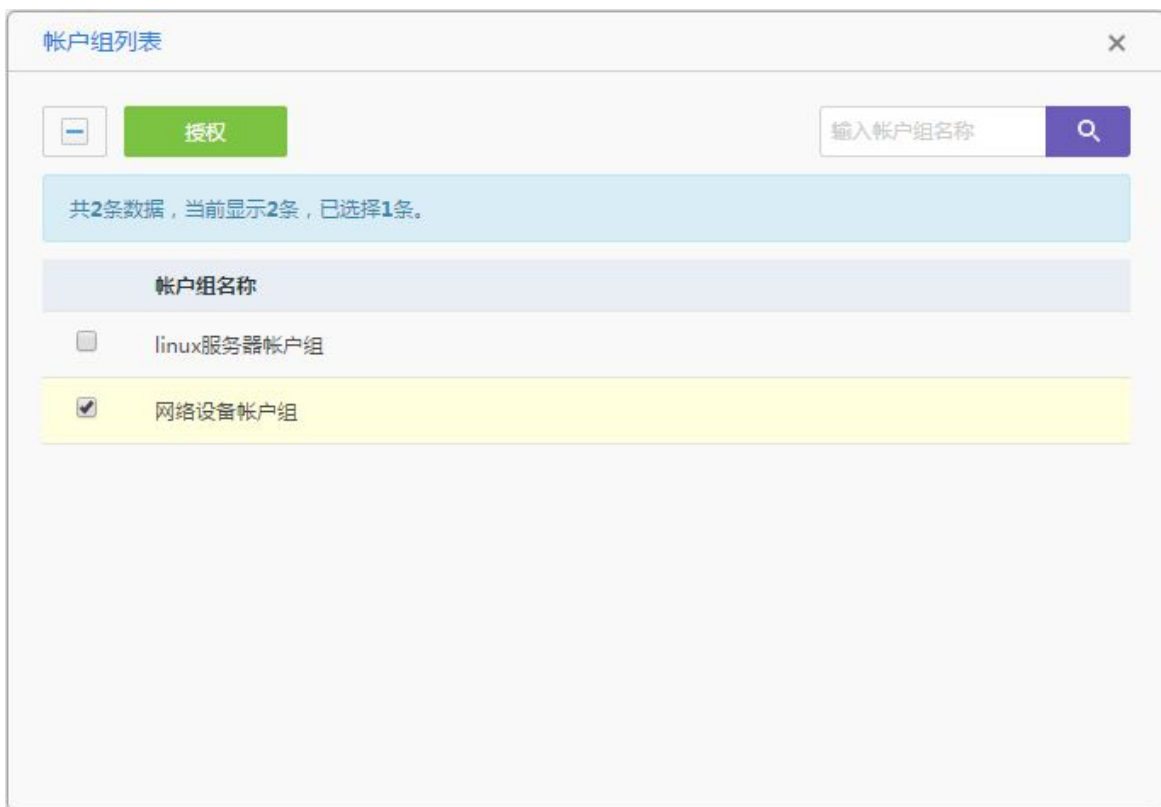 帐户组列表
授权
输入帐户组名称
共2条数据，当前显示2条，已选择1条。
帐户组名称
linux服务器帐户组
网络设备帐户组